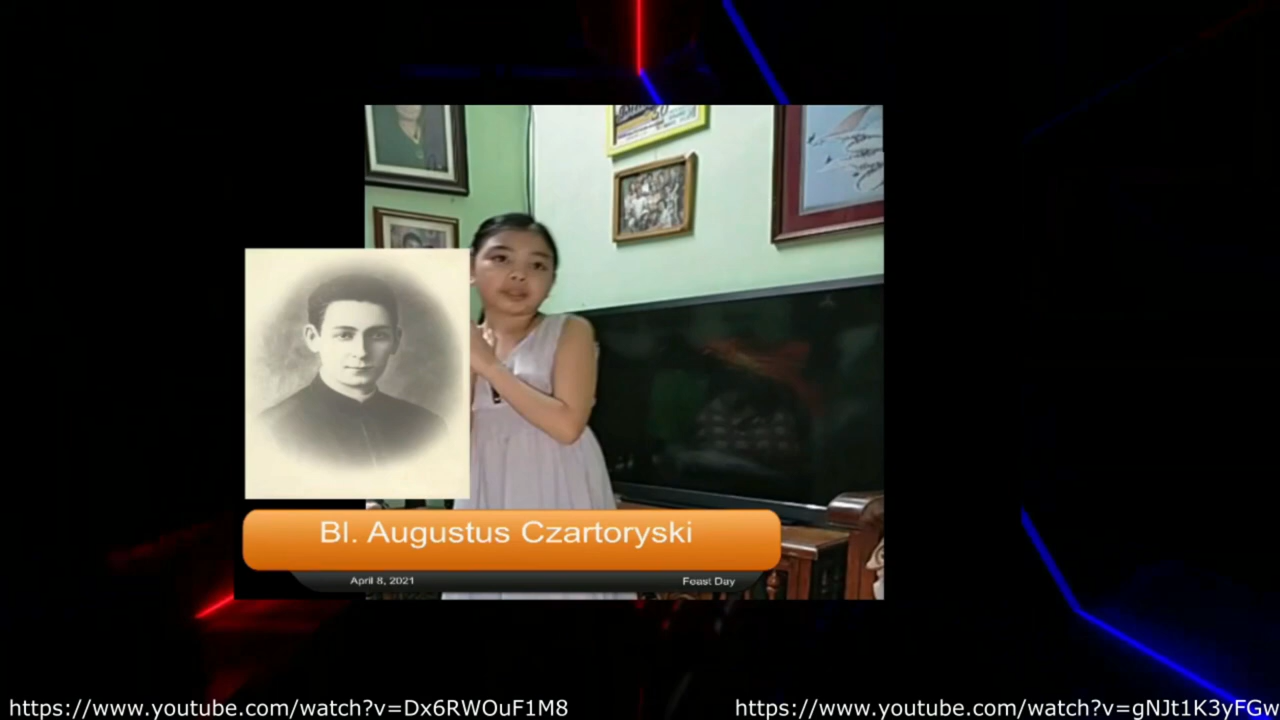 Bl. Augustus Czartoryski
April 8, 2021
Feast Day
https://www.youtube.com/watch?v=Dx6RWOuF1M8
https://www.youtube.com/watch?v=gNJt1K3yFGw